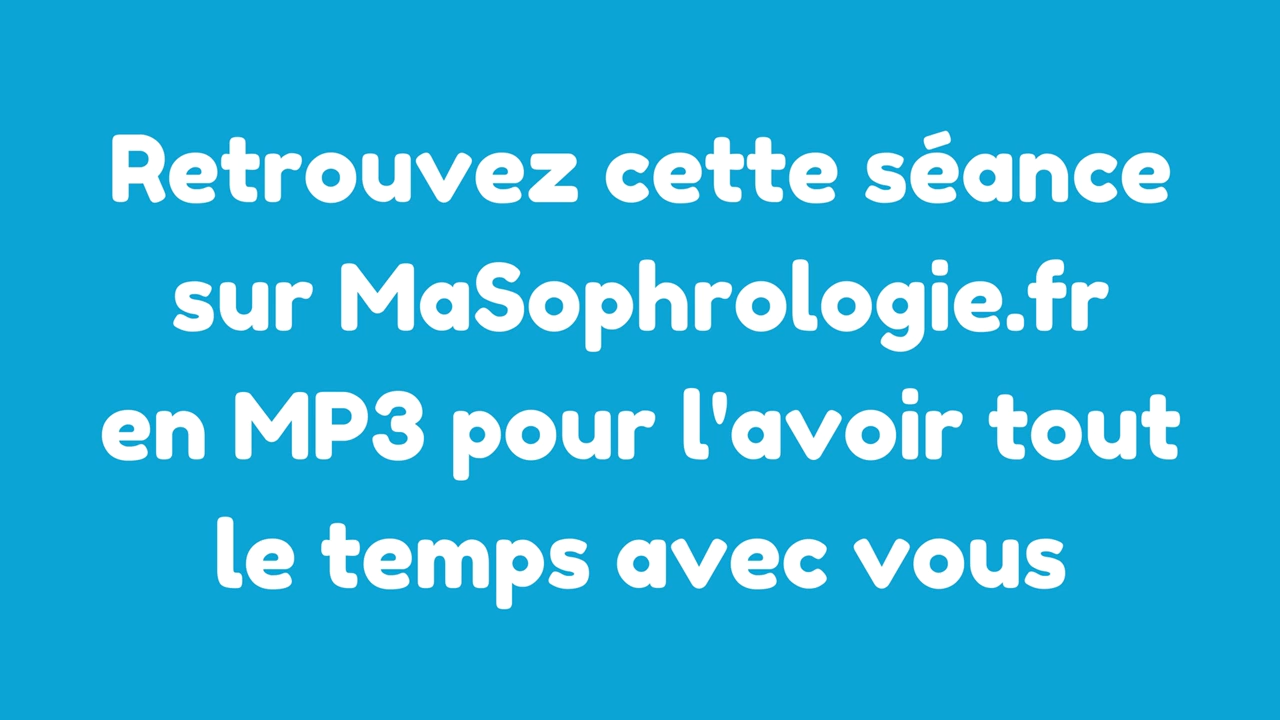 Retrouvez cette séance
sur MaSophrologie.fr
en MP3 pour l'avoir tout
le temps avec vous